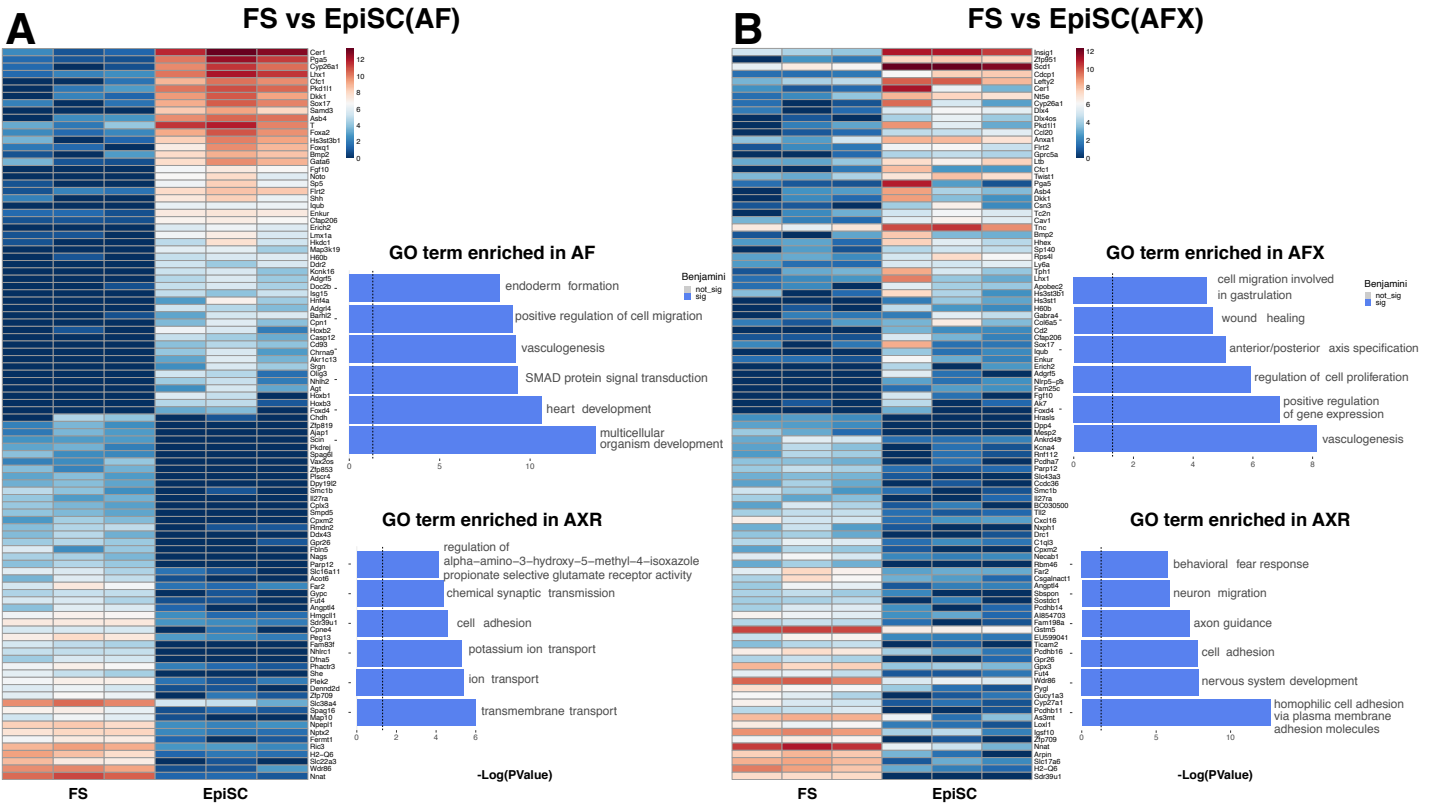 A
FS vs EpiSC(AF)
Cer1
Pga5
Cyp26a1
Lhx1
Cfc1
Pkd1l1
Dkk1
Sox17
Samd3
Asb4
T
Foxa2
Hs3st3b1
Foxq1
Bmp2
Gata6
Fgf10
Noto
Sp5
Flrt2
Shh
Iqub
Enkur
Cfap206
Erich2
Lmx1a
Hkdc1
Map3k19
H60b
Ddr2
Kcnk16
Adgrf5
Doc2b
Isg15
Hnf4a
Adgrl4
Barhl2
Cpn1
Hoxb2
Casp12
Cd93
Chrna9
Akr1c13
Srgn
Olig3
Nhlh2
Agt
Hoxb1
Hoxb3
Foxd4
Chdh
Zfp819
Ajap1
Scin
Pkdrej
Spag6l
Vax2os
Zfp853
Plscr4
Dpy19l2
Smc1b
Il27ra
Cplx3
Smpd5
Cpxm2
Rmdn2
Ddx43
Gpr26
Fbln5
Nags
Parp12
Slc16a11
Acot6
Far2
Gypc
Fut4
Angptl4
Hmgcll1
Sdr39u1
Cpne4
Peg13
Fam83f
Nhlrc1
Dfna5
Phactr3
She
Plek2
Dennd2d
Zfp709
Slc38a4
Spag16
Map10
Npepl1
Nptx2
Fermt1
Ric3
H2−Q6
Slc22a3
Wdr86
Nnat
12
10
8
6
4
2
0
FS
EpiSC
GO term enriched in AF
endoderm formation
positive regulation of cell migration
vasculogenesis
SMAD protein signal transduction
heart development
multicellular
organism development
0 5 10
Benjamini
not_sig
sig
GO term enriched in AXR
regulation of
alpha−amino−3−hydroxy−5−methyl−4−isoxazole
propionate selective glutamate receptor activity
chemical synaptic transmission
cell adhesion
potassium ion transport
ion transport
transmembrane transport
0 2 4 6
-Log(PValue)
B
FS vs EpiSC(AFX)
Insig1
Zfp951
Scd1
Cdcp1
Lefty2
Cer1
Nt5e
Cyp26a1
Dlx4
Dlx4os
Pkd1l1
Ccl20
Anxa1
Flrt2
Gprc5a
Ltb
Cfc1
Twist1
Pga5
Asb4
Dkk1
Csn3
Tc2n
Cav1
Tnc
Bmp2
Hhex
Sp140
Rps4l
Ly6a
Tph1
Lhx1
Apobec2
Hs3st3b1
Hs3st1
H60b
Gabra4
Col6a5
Cd2
Cfap206
Sox17
Iqub
Enkur
Erich2
Adgrf5
Nlrp5−ps
Fam25c
Fgf10
Ak7
Foxd4
Hrasls
Dpp4
Mesp2
Ankrd45
Kcna4
Rnf112
Pcdha7
Parp12
Slc43a3
Ccdc36
Smc1b
Il27ra
BC030500
Tll2
Cxcl16
Nxph1
Drc1
C1ql3
Cpxm2
Necab1
Rbm46
Far2
Csgalnact1
Angptl4
Sbspon
Sostdc1
Pcdhb14
AI854703
Fam198a
Gstm5
EU599041
Ticam2
Pcdhb16
Gpr26
Gpx3
Fut4
Wdr86
Pygl
Gucy1a3
Cyp27a1
Pcdhb11
As3mt
Loxl1
Igsf10
Zfp709
Nnat
Arpin
Slc17a6
H2−Q6
Sdr39u1
12
10
8
6
4
2
0
FS
EpiSC
GO term enriched in AFX
cell migration involved
in gastrulation
wound healing
anterior/posterior axis specification
regulation of cell proliferation
positive regulation
of gene expression
vasculogenesis
0 2 4 6 8
Benjamini
not_sig
sig
GO term enriched in AXR
behavioral fear response
neuron migration
axon guidance
cell adhesion
nervous system development
homophilic cell adhesion
via plasma membrane
adhesion molecules
0 5 10
-Log(PValue)